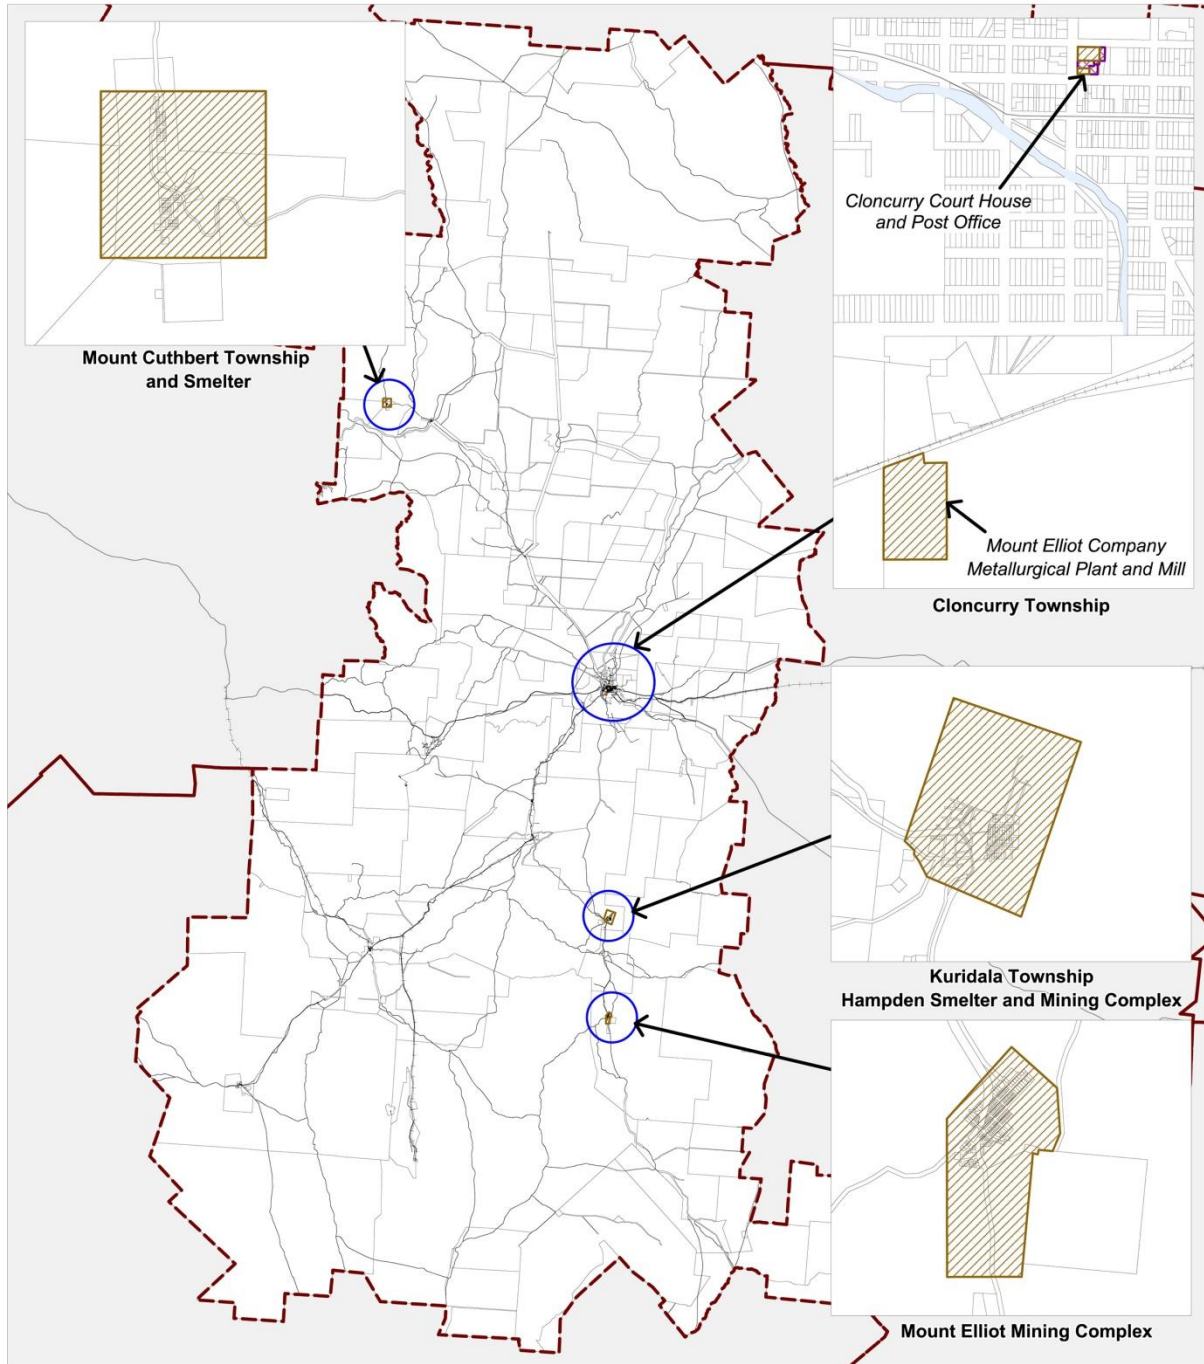 Mount Cuthbert Township
and Smelter
Cloncurry Court House
and Post Office
Mount Elliot Company
Metallurgical Plant and Mill
Cloncurry Township
Kuridala Township
Hampden Smelter and Mining Complex
Mount Elliot Mining Complex